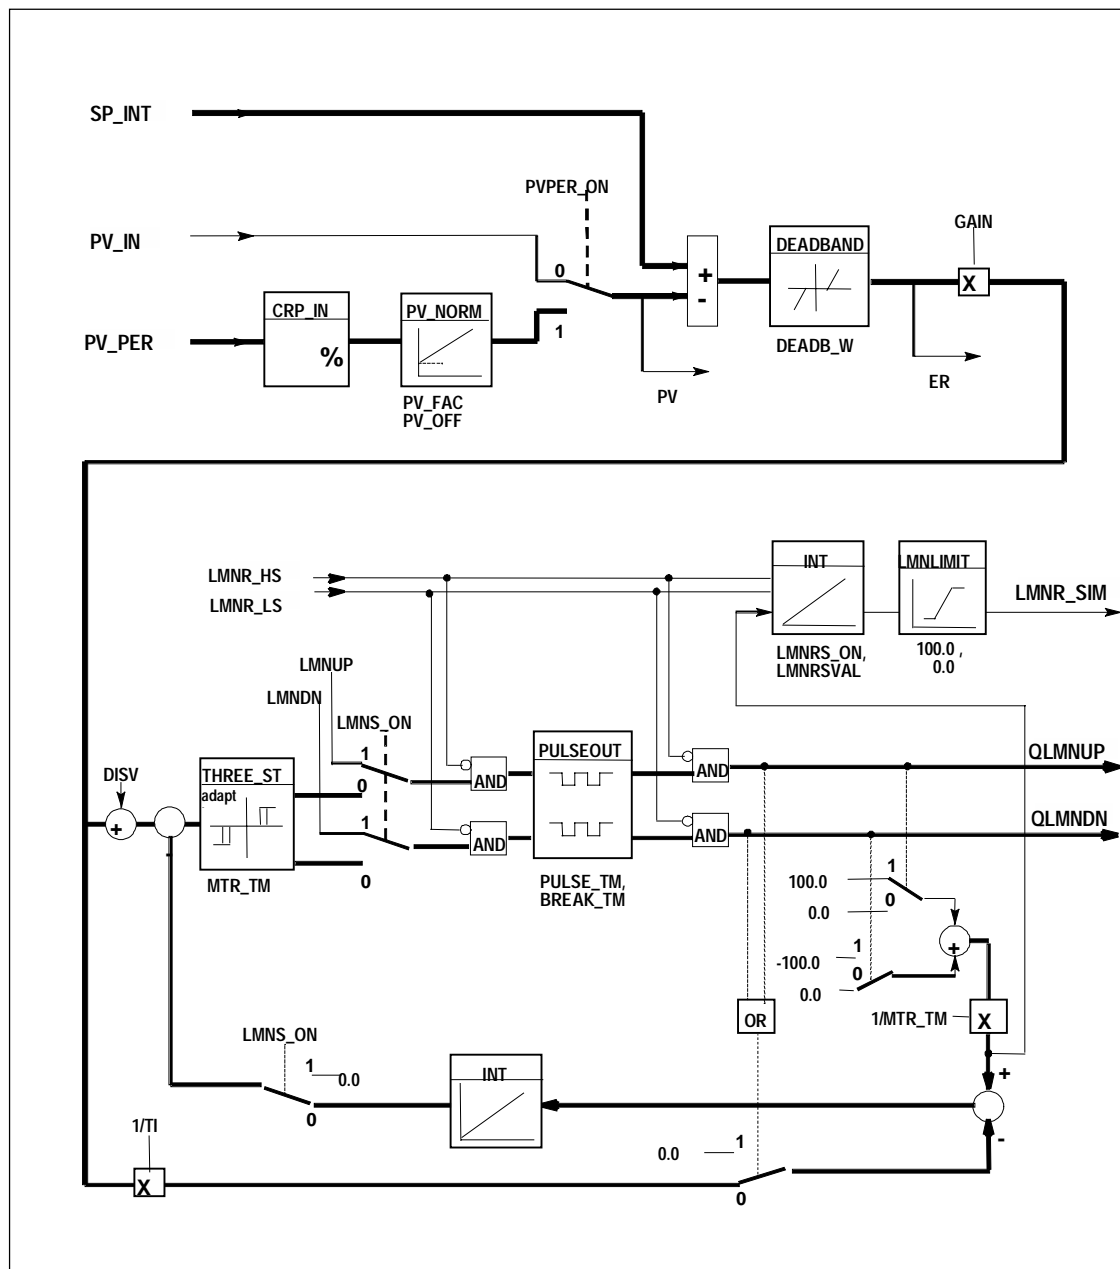 SP_INT
PVPER_ON
GAIN
PV_IN
DEADBAND
0
+
X
-
CRP_IN
PV_NORM
PV_PER
1
%
DEADB_W
ER
PV_FAC
PV
PV_OFF
INT
LMNLIMIT
LMNR_HS
LMNR_SIM
LMNR_LS
LMNRS_ON,
100.0 ,
LMNRSVAL
0.0
LMNUP
LMNDN
LMNS_ON
1
PULSEOUT
QLMNUP
DISV
THREE_ST
AND
AND
adapt
0
1
QLMNDN
+
AND
AND
-
0
MTR_TM
PULSE_TM,
BREAK_TM
1
100.0
0
0.0
1
+
-100.0
0
0.0
OR
1/MTR_TM
X
LMNS_ON
1
0.0
INT
+
0
1/TI
1
0.0
-
X
0